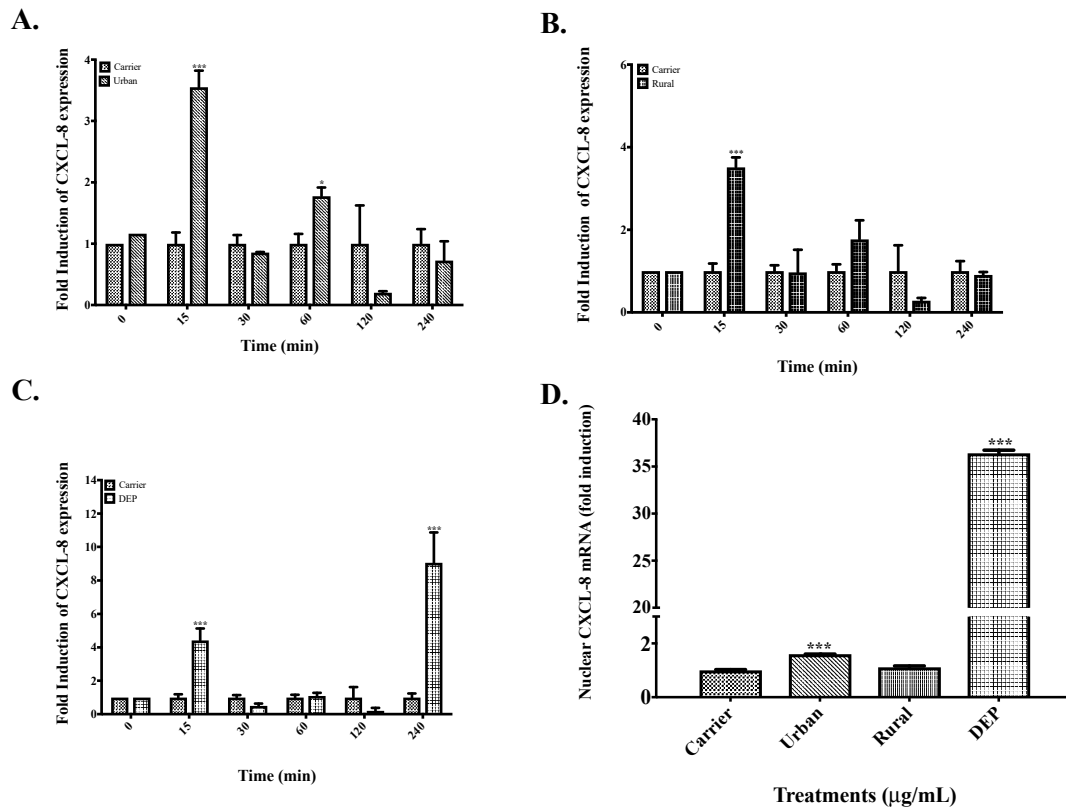 A.
Fold Induction of CXCL-8 expression
4
3
2
1
0
Carrier
Urban
***
*
0
15
30
60
120
240
Time (min)
B.
Fold Induction of CXCL-8 expression
6
4
2
0
Carrier
Rural
***
0
15
30
60
120
240
Time (min)
C.
Fold Induction of CXCL-8 expression
14
12
10
8
6
4
2
0
Carrier
DEP
***
***
0
15
30
60
120
240
Time (min)
D.
Nuclear CXCL-8 mRNA (fold induction)
40
35
30
25
20
2
0
***
***
Carrier
Urban
Rural
DEP
Treatments (μg/mL)